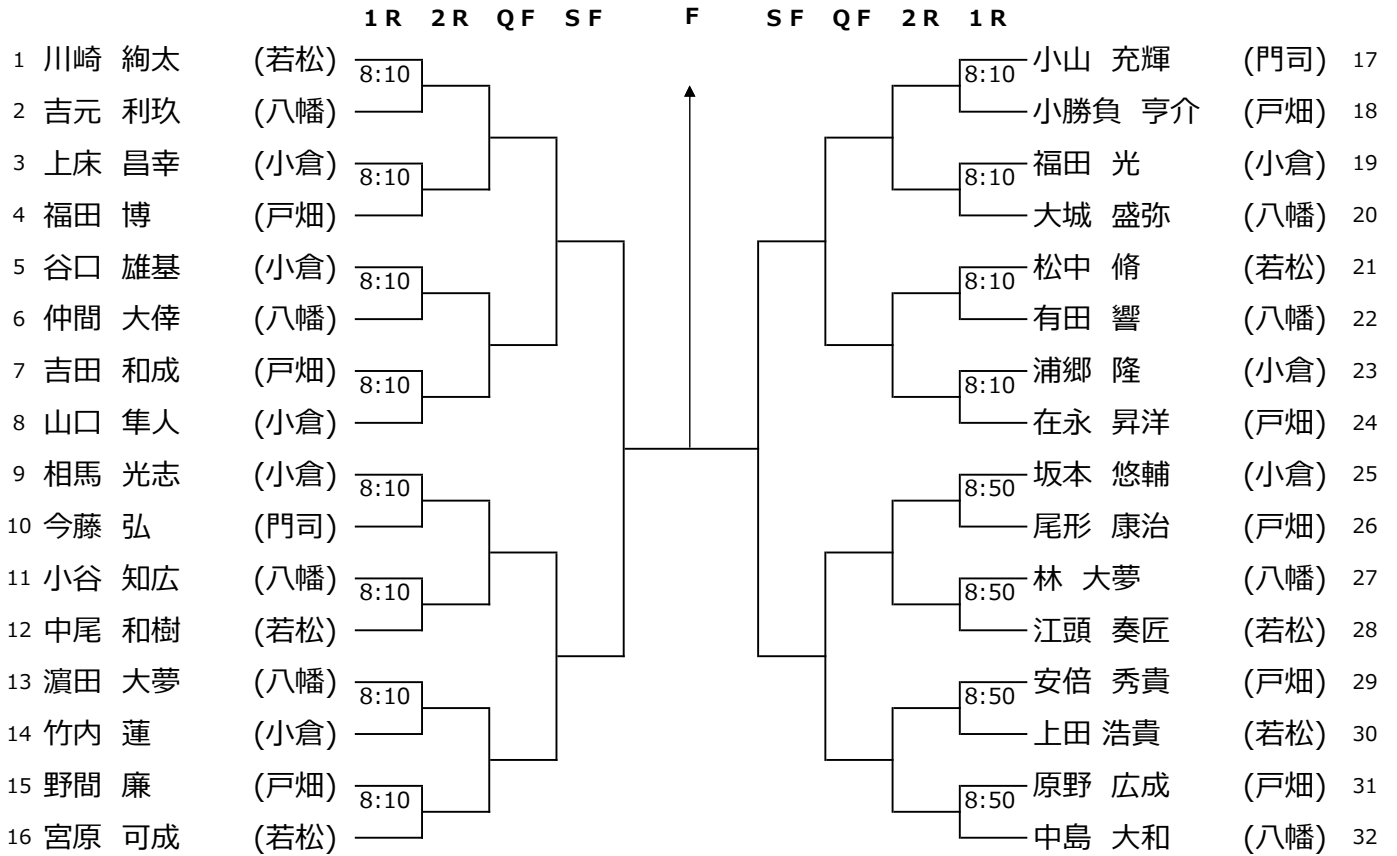 1R 2R QF SF F SF QF 2R 1R
1 川崎 絢太 (若松) 8:10 8:10 小山 充輝 (門司) 17
2 吉元 利玖 (八幡) 小勝負 亨介 (戸畑) 18
3 上床 昌幸 (小倉) 8:10 8:10 福田 光 (小倉) 19
4 福田 博 (戸畑) 大城 盛弥 (八幡) 20
5 谷口 雄基 (小倉) 8:10 8:10 松中 脩 (若松) 21
6 仲間 大倖 (八幡) 有田 響 (八幡) 22
7 吉田 和成 (戸畑) 8:10 8:10 浦郷 隆 (小倉) 23
8 山口 隼人 (小倉) 在永 昇洋 (戸畑) 24
9 相馬 光志 (小倉) 8:10 8:50 坂本 悠輔 (小倉) 25
10 今藤 弘 (門司) 尾形 康治 (戸畑) 26
11 小谷 知広 (八幡) 8:10 8:50 林 大夢 (八幡) 27
12 中尾 和樹 (若松) 江頭 奏匠 (若松) 28
13 濵田 大夢 (八幡) 8:10 8:50 安倍 秀貴 (戸畑) 29
14 竹内 蓮 (小倉) 上田 浩貴 (若松) 30
15 野間 廉 (戸畑) 8:10 8:50 原野 広成 (戸畑) 31
16 宮原 可成 (若松) 中島 大和 (八幡) 32